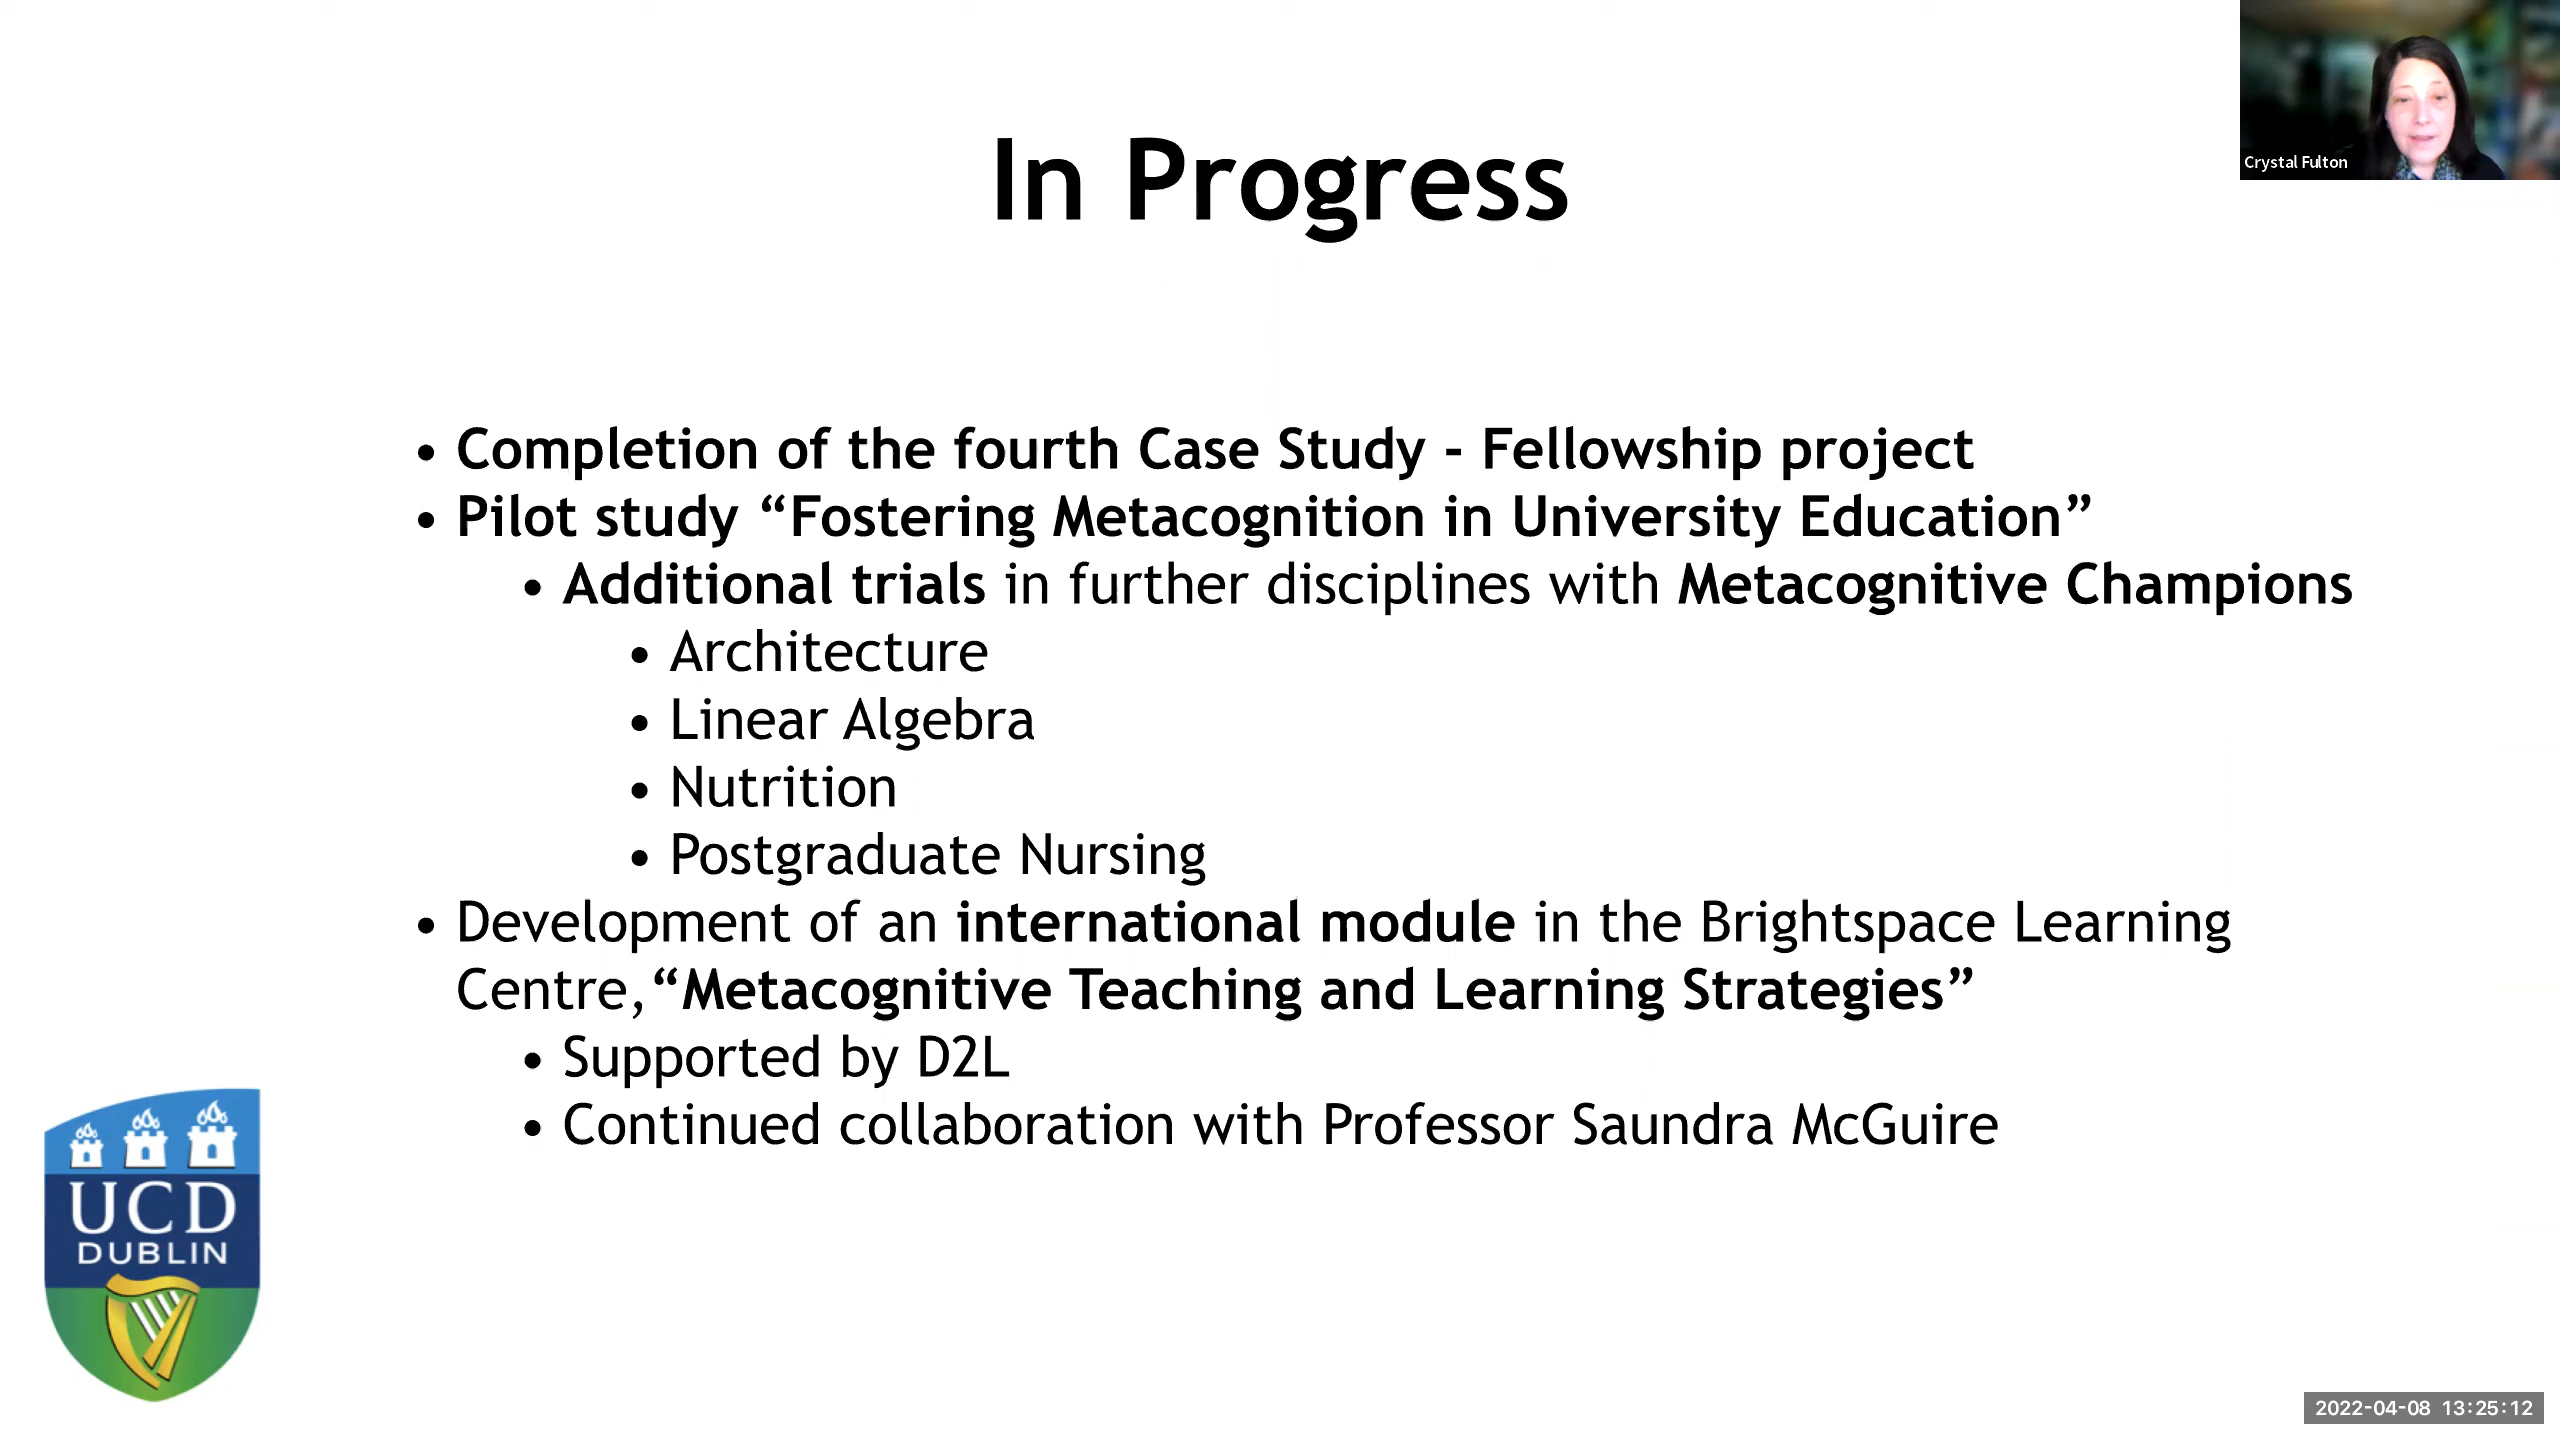 Crystal Fulton
In Progress
• Completion of the fourth Case Study - Fellowship project
• Pilot study “Fostering Metacognition in University Education”
• Additional trials in further disciplines with Metacognitive Champions
• Architecture
• Linear Algebra
• Nutrition
• Postgraduate Nursing
• Development of an international module in the Brightspace Learning
Centre,“Metacognitive Teaching and Learning Strategies”
• Supported by D2L
• Continued collaboration with Professor Saundra McGuire
UCD
DUBLIN
2022-04-08 13:25:12